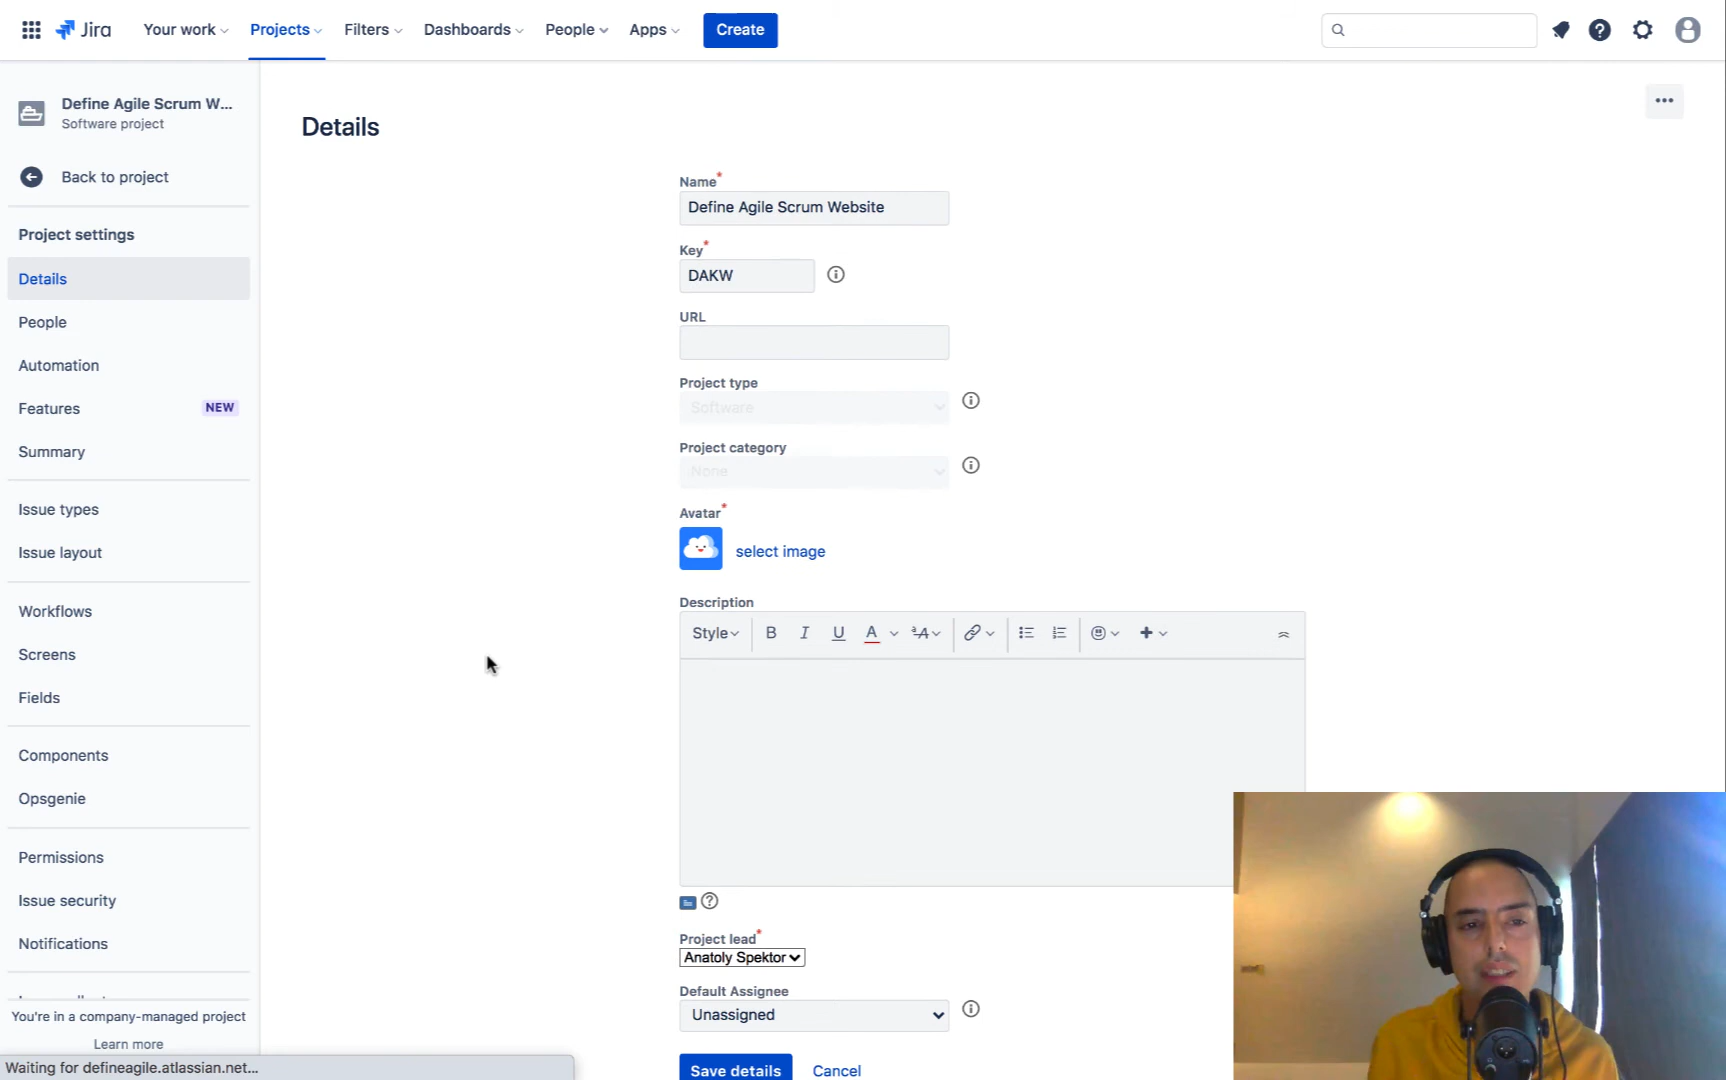 Jira
Your work
Projects
Filters
Dashboards
People
Apps
Create
Define Agile Scrum W...
Software project
Back to project
Project settings
Details
People
Automation
Features NEW
Summary
Issue types
Issue layout
Workflows
Screens
Fields
Components
Opsgenie
Permissions
Issue security
Notifications
You're in a company-managed project
Learn more
Waiting for defineagile.atlassian.net...
Details
Name*
Define Agile Scrum Website
Key*
DAKW
URL
Project type
Software
Project category
None
Avatar*
select image
Description
Style B I U A A
Project lead*
Anatoly Spektor
Default Assignee
Unassigned
Save details Cancel